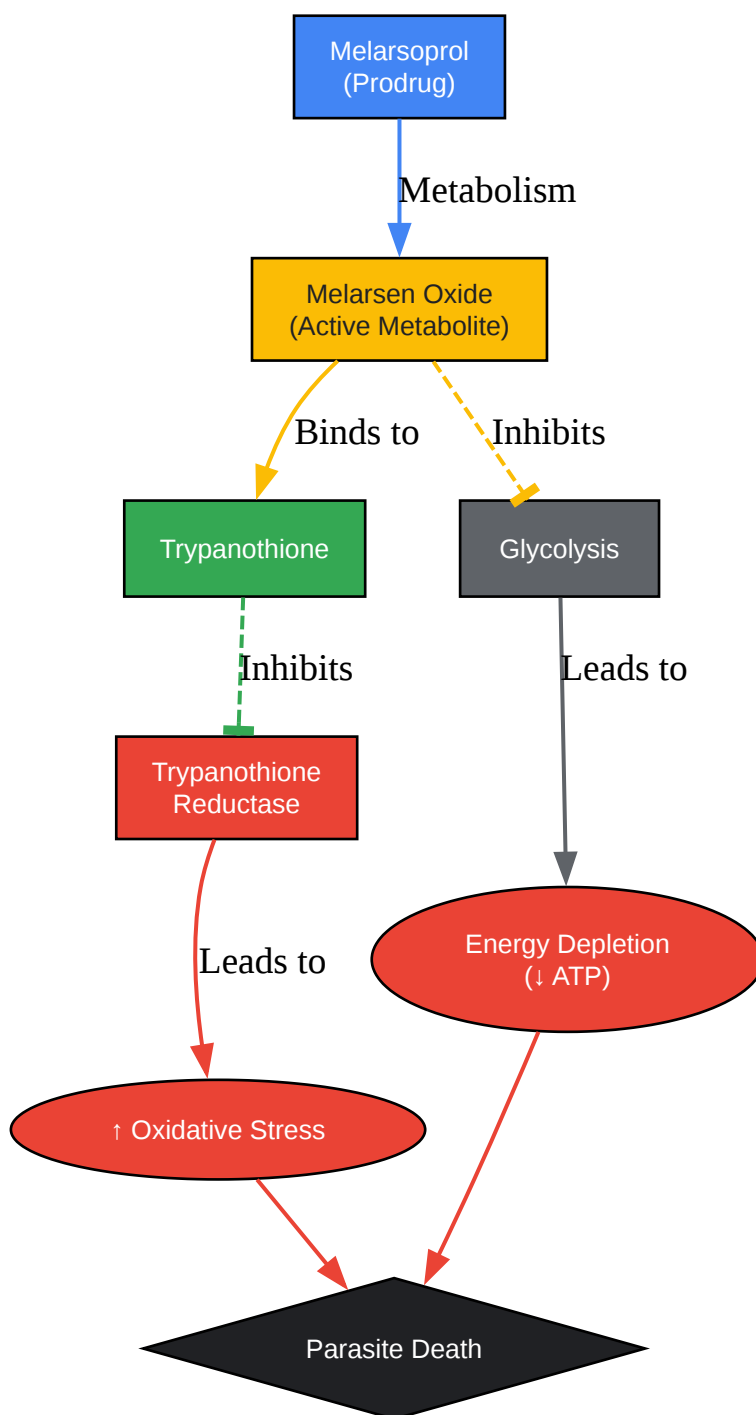 Melarsoprol
(Prodrug)
Metabolism
Melarsen Oxide
(Active Metabolite)
Binds to
Inhibits
Trypanothione
Glycolysis
Inhibits
Leads to
Trypanothione
Reductase
Leads to
Energy Depletion
(↓ ATP)
↑ Oxidative Stress
Parasite Death